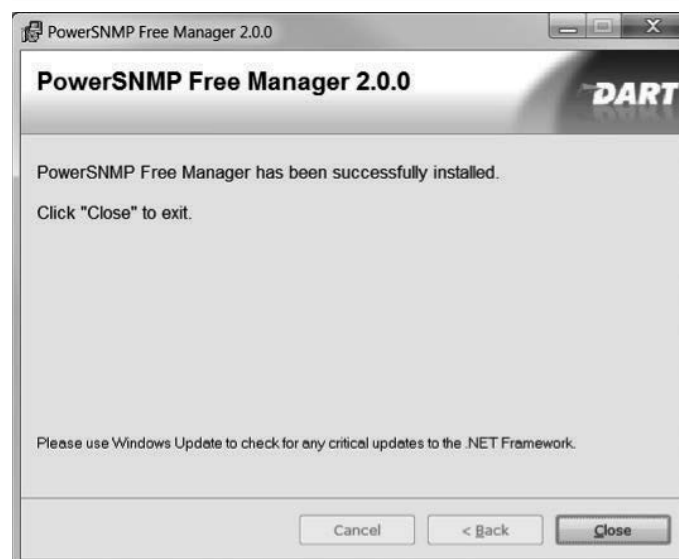 PowerSNMP Free Manager 2.0.0
PowerSNMP Free Manager 2.0.0
DART
PowerSNMP Free Manager has been successfully installed.
Click "Close" to exit.
Please use Windows Update to check for any critical updates to the .NET Framework.
Cancel < Back Close